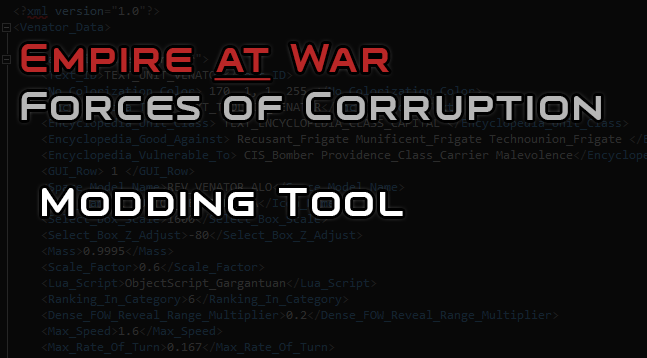 <?xml version="1.0"?>
<Venator_Data>
Empire at War
Forces of Corruption
<Encyclopedia_Good_Against> Recusant_Frigate Munificent_Frigate Technounion_Frigate </E
<Encyclopedia_Vulnerable_To> CIS_Bomber Providence_Class_Carrier Malevolence</Encyclope
<GUI_Row> 1 </GUI_Row>
Modding Tool
<Select_Box_Z_Adjust>-80</Select_Box_Z_Adjust>
<Mass>0.9995</Mass>
<Scale_Factor>0.6</Scale_Factor>
<Lua_Script>ObjectScript_Gargantuan</Lua_Script>
<Ranking_In_Category>6</Ranking_In_Category>
<Dense_FOW_Reveal_Range_Multiplier>0.2</Dense_FOW_Reveal_Range_Multiplier>
<Max_Speed>1.6</Max_Speed>
<Max_Rate_Of_Turn>0.167</Max_Rate_Of_Turn>